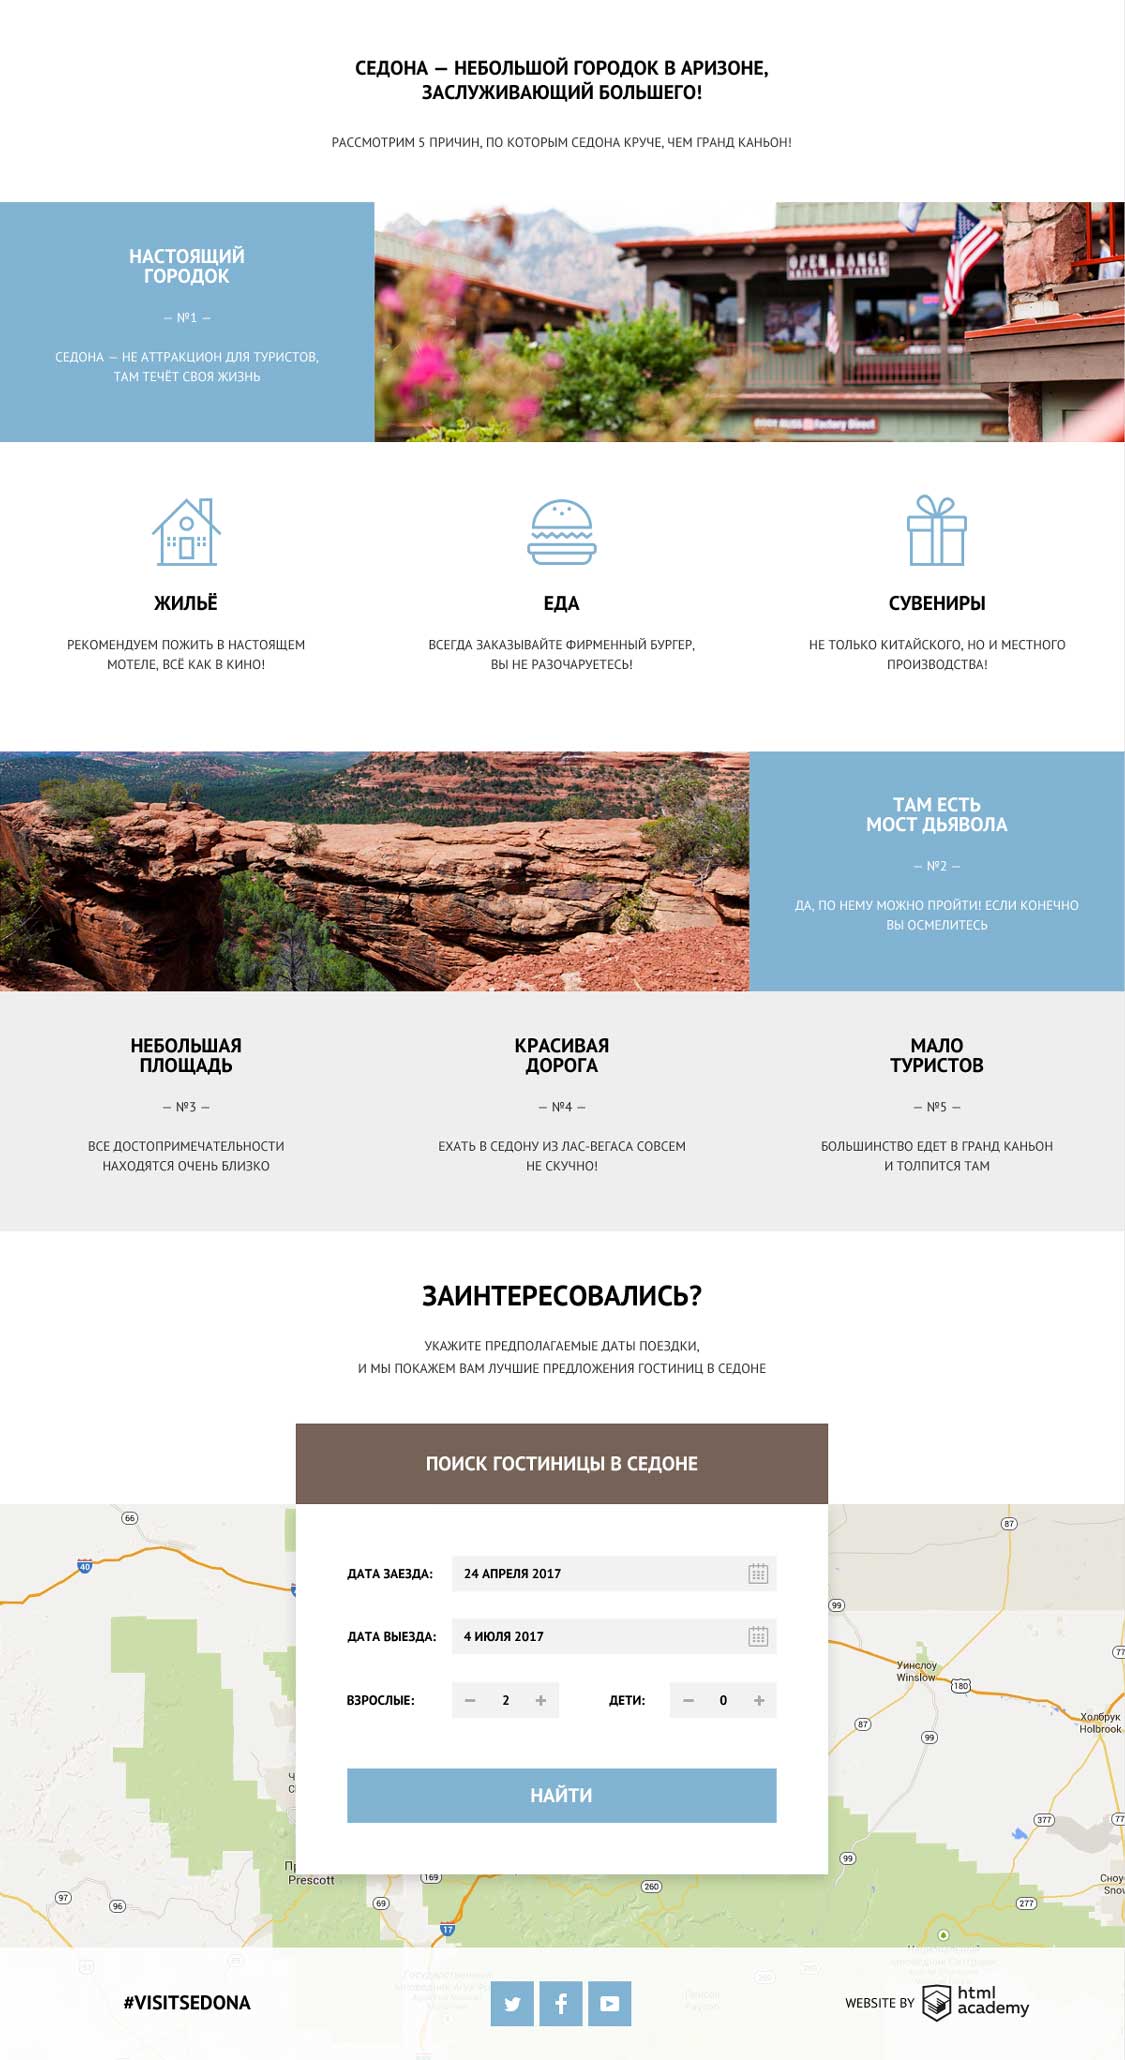 СЕДОНА — НЕБОЛЬШОЙ ГОРОДОК В АРИЗОНЕ,
ЗАСЛУЖИВАЮЩИЙ БОЛЬШЕГО!
РАССМОТРИМ 5 ПРИЧИН, ПО КОТОРЫМ СЕДОНА КРУЧЕ, ЧЕМ ГРАНД КАНЬОН!
НАСТОЯЩИЙ
ГОРОДОК
— №1 —
СЕДОНА — НЕ АТТРАКЦИОН ДЛЯ ТУРИСТОВ,
ТАМ ТЕЧЁТ СВОЯ ЖИЗНЬ
OPEN RANGE
GRILL AND TAVERN
Factory Direct
ЖИЛЬЁ
РЕКОМЕНДУЕМ ПОЖИТЬ В НАСТОЯЩЕМ
МОТЕЛЕ, ВСЁ КАК В КИНО!
ЕДА
ВСЕГДА ЗАКАЗЫВАЙТЕ ФИРМЕННЫЙ БУРГЕР,
ВЫ НЕ РАЗОЧАРУЕТЕСЬ!
СУВЕНИРЫ
НЕ ТОЛЬКО КИТАЙСКОГО, НО И МЕСТНОГО
ПРОИЗВОДСТВА!
ТАМ ЕСТЬ
МОСТ ДЬЯВОЛА
— №2 —
ДА, ПО НЕМУ МОЖНО ПРОЙТИ! ЕСЛИ КОНЕЧНО
ВЫ ОСМЕЛИТЕСЬ
НЕБОЛЬШАЯ
ПЛОЩАДЬ
— №3 —
ВСЕ ДОСТОПРИМЕЧАТЕЛЬНОСТИ
НАХОДЯТСЯ ОЧЕНЬ БЛИЗКО
КРАСИВАЯ
ДОРОГА
— №4 —
ЕХАТЬ В СЕДОНУ ИЗ ЛАС-ВЕГАСА СОВСЕМ
НЕ СКУЧНО!
МАЛО
ТУРИСТОВ
— №5 —
БОЛЬШИНСТВО ЕДЕТ В ГРАНД КАНЬОН
И ТОЛПИТСЯ ТАМ
ЗАИНТЕРЕСОВАЛИСЬ?
УКАЖИТЕ ПРЕДПОЛАГАЕМЫЕ ДАТЫ ПОЕЗДКИ,
И МЫ ПОКАЖЕМ ВАМ ЛУЧШИЕ ПРЕДЛОЖЕНИЯ ГОСТИНИЦ В СЕДОНЕ
ПОИСК ГОСТИНИЦЫ В СЕДОНЕ
ДАТА ЗАЕЗДА: 24 АПРЕЛЯ 2017
ДАТА ВЫЕЗДА: 4 ИЮЛЯ 2017
ВЗРОСЛЫЕ: − 2 + ДЕТИ: − 0 +
НАЙТИ
66
40
87
99
Уинслоу
Winslow
180
77
Холбрук
Holbrook
87
99
377
77
99
Prescott
169
260
97
96
69
277
17
#VISITSEDONA
WEBSITE BY
html
academy